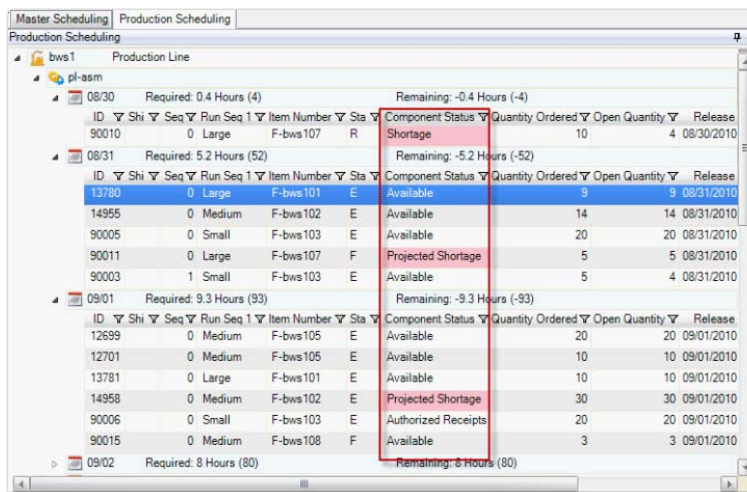 Master Scheduling Production Scheduling
Production Scheduling
bws1 Production Line
pl-asm
08/30 Required: 0.4 Hours (4) Remaining: -0.4 Hours (-4)
ID Shi Seq Run Seq 1 Item Number Sta Component Status Quantity Ordered Open Quantity Release
90010 0 Large F-bws107 R Shortage 10 4 08/30/2010
08/31 Required: 5.2 Hours (52) Remaining: -5.2 Hours (-52)
ID Shi Seq Run Seq 1 Item Number Sta Component Status Quantity Ordered Open Quantity Release
13780 0 Large F-bws101 E Available 9 9 08/31/2010
14955 0 Medium F-bws102 E Available 14 14 08/31/2010
90005 0 Small F-bws103 E Available 20 20 08/31/2010
90011 0 Large F-bws107 F Projected Shortage 5 5 08/31/2010
90003 1 Small F-bws103 E Available 5 4 08/31/2010
09/01 Required: 9.3 Hours (93) Remaining: -9.3 Hours (-93)
ID Shi Seq Run Seq 1 Item Number Sta Component Status Quantity Ordered Open Quantity Release
12699 0 Medium F-bws105 E Available 20 20 09/01/2010
12701 0 Medium F-bws105 E Available 10 10 09/01/2010
13781 0 Large F-bws101 E Available 10 10 09/01/2010
14958 0 Medium F-bws102 E Projected Shortage 30 30 09/01/2010
90006 0 Small F-bws103 E Authorized Receipts 20 20 09/01/2010
90015 0 Medium F-bws108 F Available 3 3 09/01/2010
09/02 Required: 8 Hours (80) Remaining: 8 Hours (80)